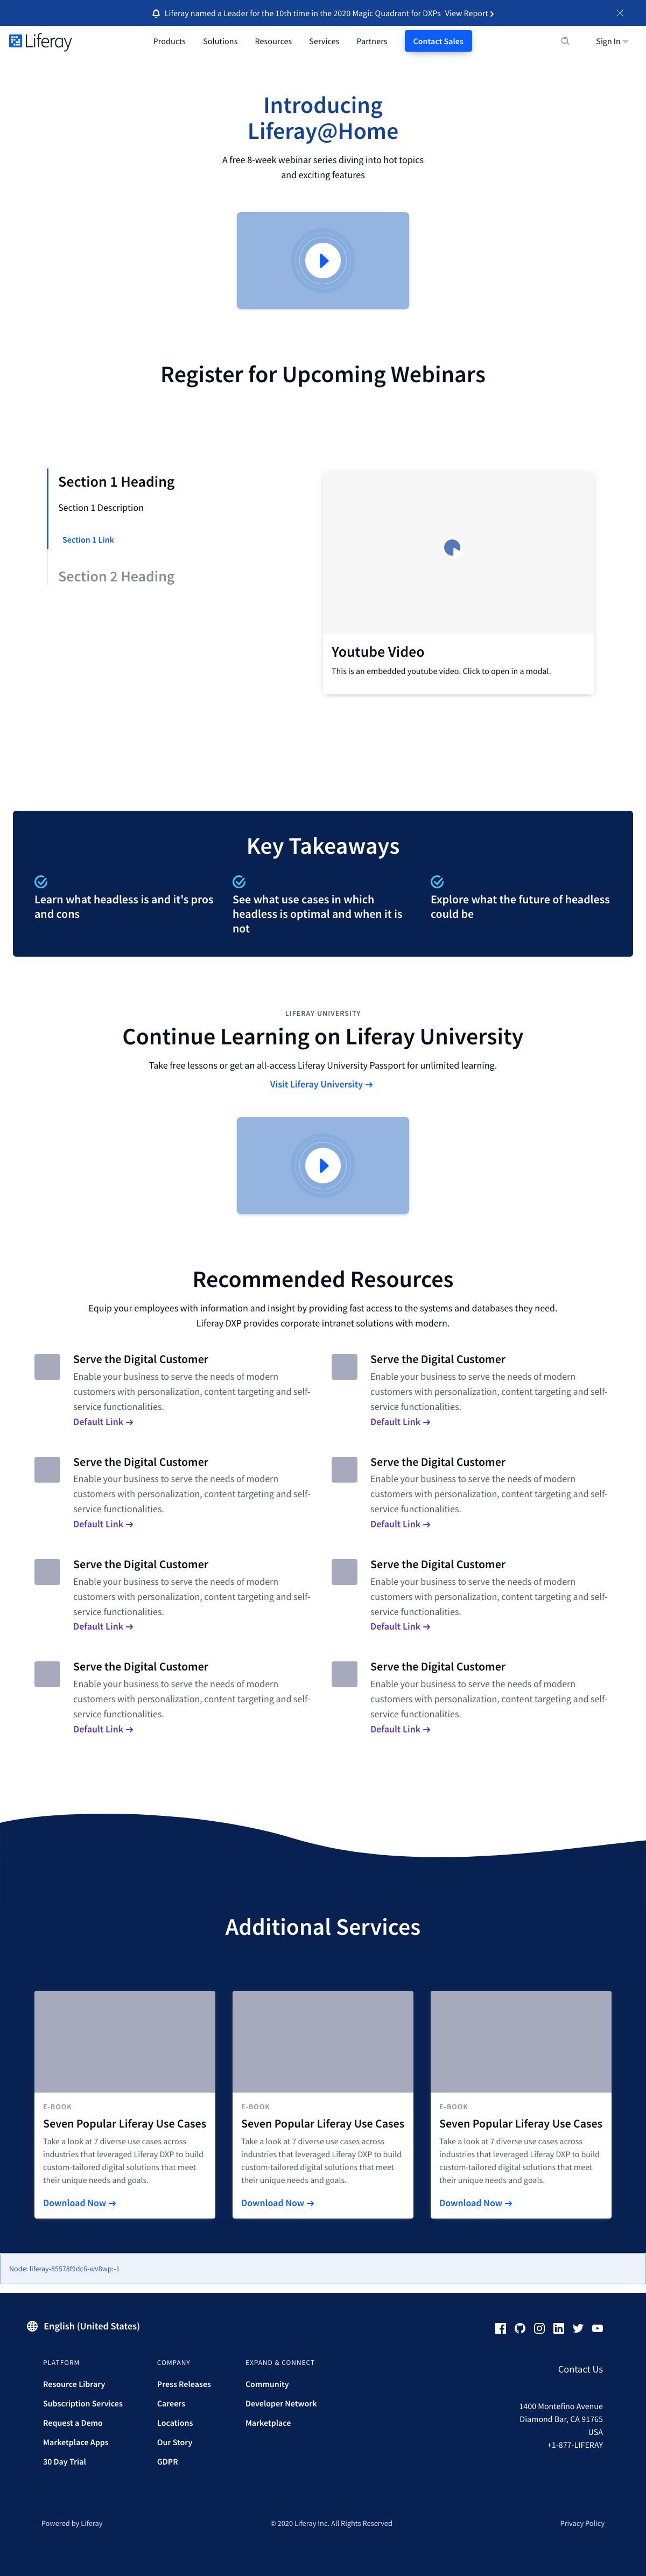 Liferay named a Leader for the 10th time in the 2020 Magic Quadrant for DXPs View Report
Liferay
Products Solutions Resources Services Partners Contact Sales Sign In
Introducing
Liferay@Home
A free 8-week webinar series diving into hot topics
and exciting features
Register for Upcoming Webinars
Section 1 Heading
Section 1 Description
Section 1 Link
Section 2 Heading
Youtube Video
This is an embedded youtube video. Click to open in a modal.
Key Takeaways
Learn what headless is and it's pros
and cons
See what use cases in which
headless is optimal and when it is
not
Explore what the future of headless
could be
LIFERAY UNIVERSITY
Continue Learning on Liferay University
Take free lessons or get an all-access Liferay University Passport for unlimited learning.
Visit Liferay University →
Recommended Resources
Equip your employees with information and insight by providing fast access to the systems and databases they need.
Liferay DXP provides corporate intranet solutions with modern.
Serve the Digital Customer
Enable your business to serve the needs of modern
customers with personalization, content targeting and self-
service functionalities.
Default Link →
Serve the Digital Customer
Enable your business to serve the needs of modern
customers with personalization, content targeting and self-
service functionalities.
Default Link →
Serve the Digital Customer
Enable your business to serve the needs of modern
customers with personalization, content targeting and self-
service functionalities.
Default Link →
Serve the Digital Customer
Enable your business to serve the needs of modern
customers with personalization, content targeting and self-
service functionalities.
Default Link →
Serve the Digital Customer
Enable your business to serve the needs of modern
customers with personalization, content targeting and self-
service functionalities.
Default Link →
Serve the Digital Customer
Enable your business to serve the needs of modern
customers with personalization, content targeting and self-
service functionalities.
Default Link →
Serve the Digital Customer
Enable your business to serve the needs of modern
customers with personalization, content targeting and self-
service functionalities.
Default Link →
Serve the Digital Customer
Enable your business to serve the needs of modern
customers with personalization, content targeting and self-
service functionalities.
Default Link →
Additional Services
E-BOOK
Seven Popular Liferay Use Cases
Take a look at 7 diverse use cases across
industries that leveraged Liferay DXP to build
custom-tailored digital solutions that meet
their unique needs and goals.
Download Now →
E-BOOK
Seven Popular Liferay Use Cases
Take a look at 7 diverse use cases across
industries that leveraged Liferay DXP to build
custom-tailored digital solutions that meet
their unique needs and goals.
Download Now →
E-BOOK
Seven Popular Liferay Use Cases
Take a look at 7 diverse use cases across
industries that leveraged Liferay DXP to build
custom-tailored digital solutions that meet
their unique needs and goals.
Download Now →
Node: liferay-85578f9dc6-wv8wp:-1
English (United States)
PLATFORM
Resource Library
Subscription Services
Request a Demo
Marketplace Apps
30 Day Trial
COMPANY
Press Releases
Careers
Locations
Our Story
GDPR
EXPAND & CONNECT
Community
Developer Network
Marketplace
Contact Us
1400 Montefino Avenue
Diamond Bar, CA 91765
USA
+1-877-LIFERAY
Powered by Liferay
© 2020 Liferay Inc. All Rights Reserved
Privacy Policy